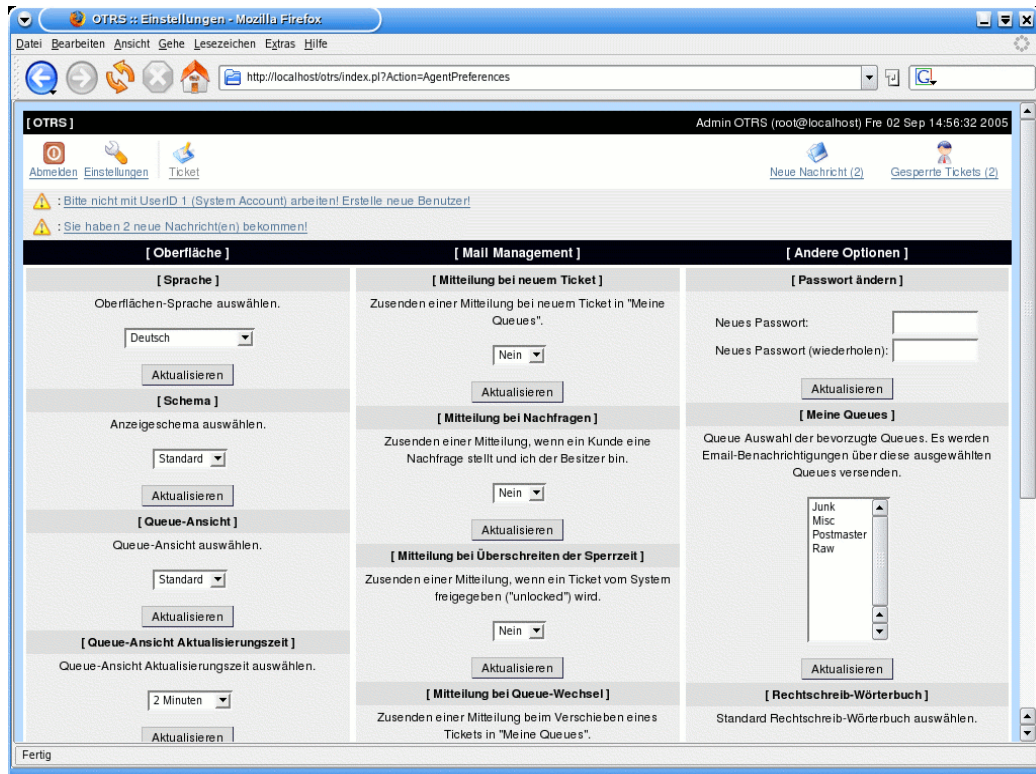 OTRS :: Einstellungen - Mozilla Firefox
Datei Bearbeiten Ansicht Gehe Lesezeichen Extras Hilfe
http://localhost/otrs/index.pl?Action=AgentPreferences
G
[ OTRS ]
Admin OTRS (root@localhost) Fre 02 Sep 14:56:32 2005
Abmelden Einstellungen Ticket
Neue Nachricht (2) Gesperrte Tickets (2)
: Bitte nicht mit UserID 1 (System Account) arbeiten! Erstelle neue Benutzer!
: Sie haben 2 neue Nachricht(en) bekommen!
[ Oberfläche ]
[ Sprache ]
Oberflächen-Sprache auswählen.
Deutsch
Aktualisieren
[ Schema ]
Anzeigeschema auswählen.
Standard
Aktualisieren
[ Queue-Ansicht ]
Queue-Ansicht auswählen.
Standard
Aktualisieren
[ Queue-Ansicht Aktualisierungszeit ]
Queue-Ansicht Aktualisierungszeit auswählen.
2 Minuten
Aktualisieren
[ Mail Management ]
[ Mitteilung bei neuem Ticket ]
Zusenden einer Mitteilung bei neuem Ticket in "Meine
Queues".
Nein
Aktualisieren
[ Mitteilung bei Nachfragen ]
Zusenden einer Mitteilung, wenn ein Kunde eine
Nachfrage stellt und ich der Besitzer bin.
Nein
Aktualisieren
[ Mitteilung bei Überschreiten der Sperrzeit ]
Zusenden einer Mitteilung, wenn ein Ticket vom System
freigegeben ("unlocked") wird.
Nein
Aktualisieren
[ Mitteilung bei Queue-Wechsel ]
Zusenden einer Mitteilung beim Verschieben eines
Tickets in "Meine Queues".
[ Andere Optionen ]
[ Passwort ändern ]
Neues Passwort:
Neues Passwort (wiederholen):
Aktualisieren
[ Meine Queues ]
Queue Auswahl der bevorzugte Queues. Es werden
Email-Benachrichtigungen über diese ausgewählten
Queues versenden.
Junk
Misc
Postmaster
Raw
Aktualisieren
[ Rechtschreib-Wörterbuch ]
Standard Rechtschreib-Wörterbuch auswählen.
Fertig